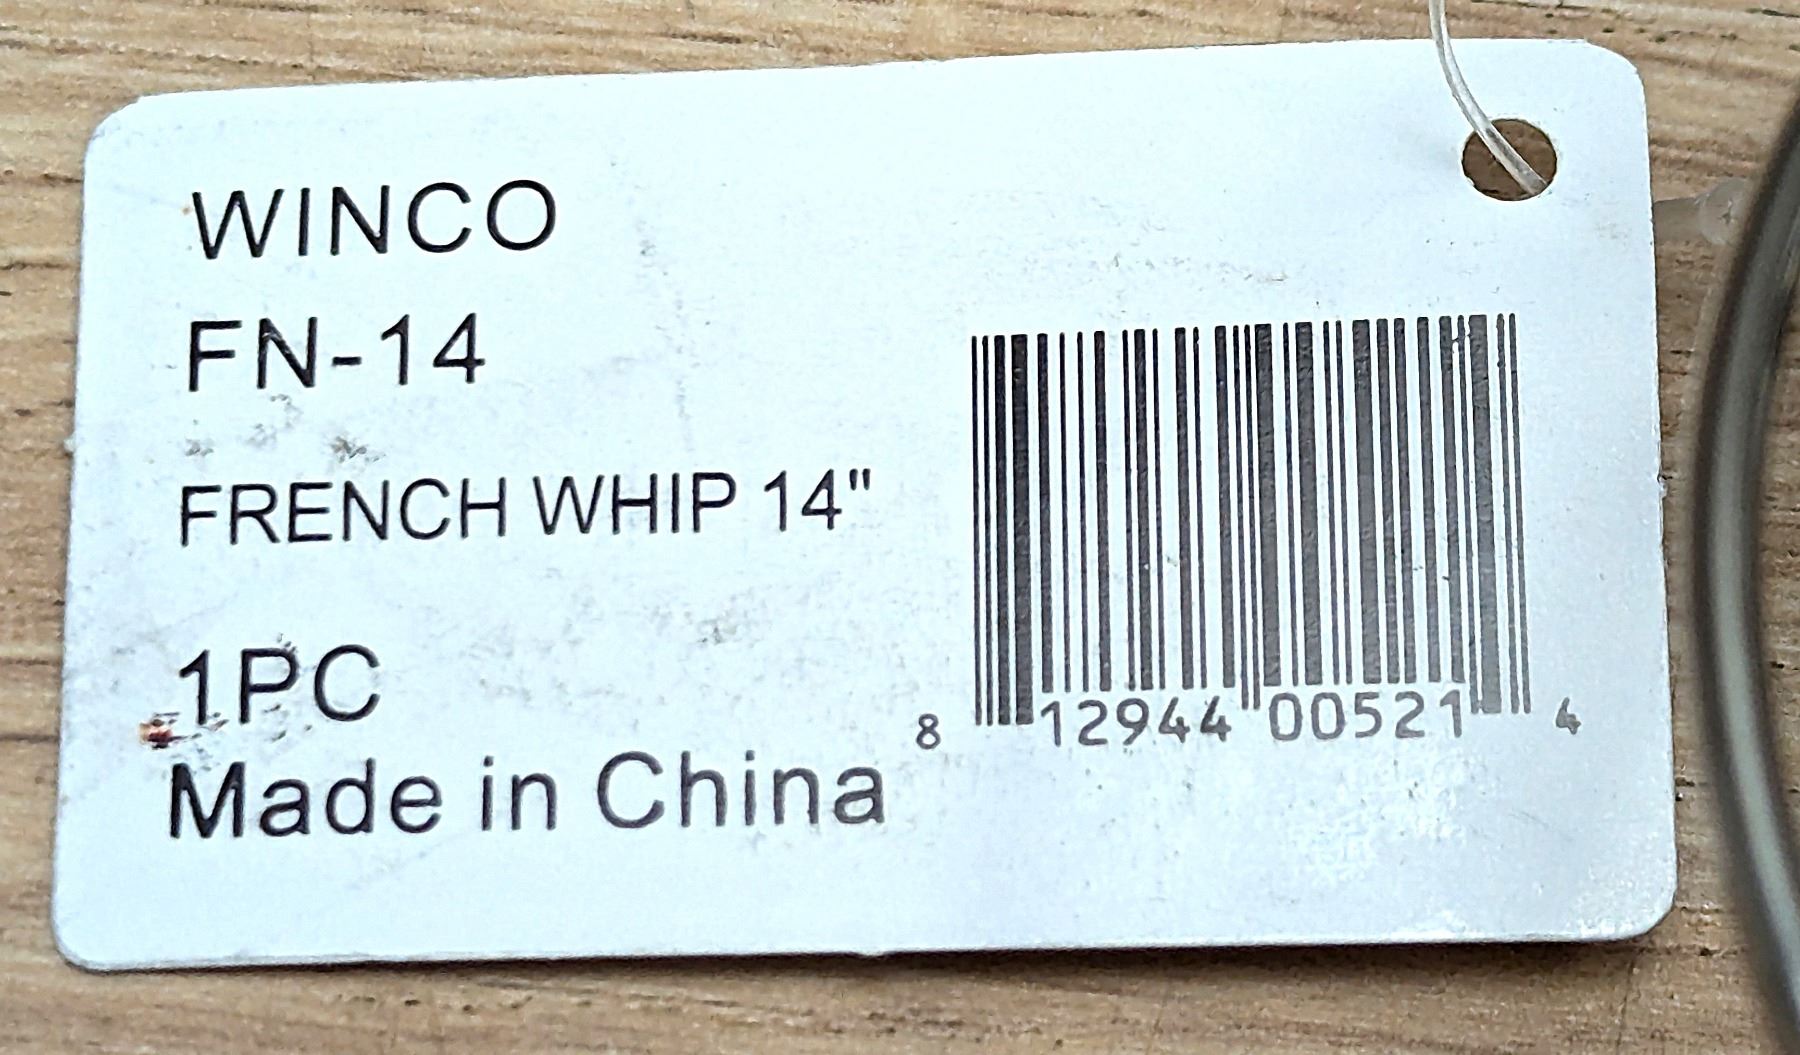 WINCO
FN-14
FRENCH WHIP 14"
1PC
Made in China
8 12944 00521 4